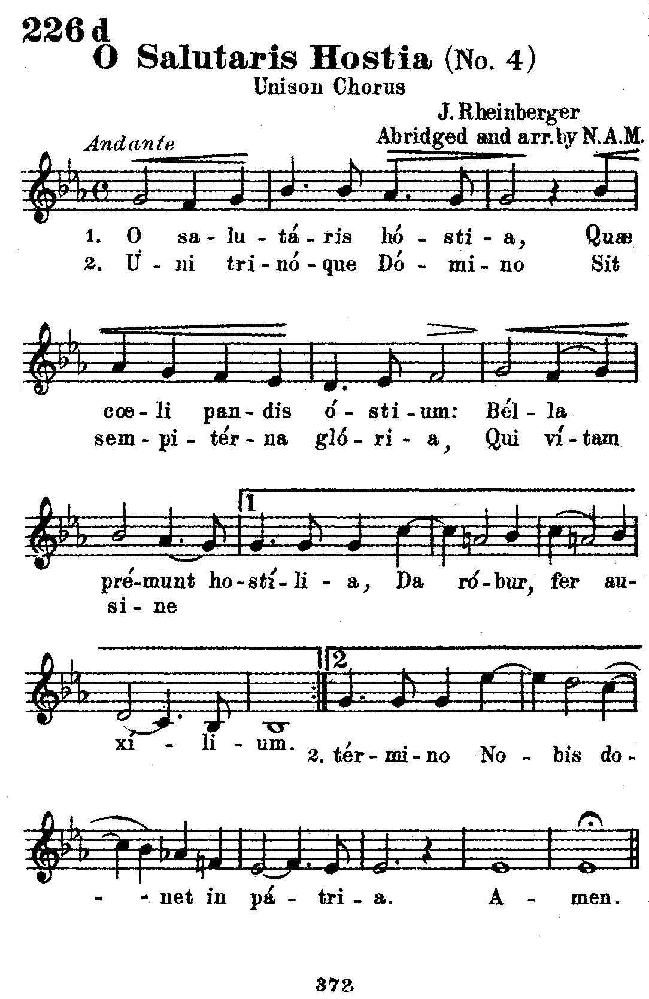 226 d
O Salutaris Hostia (No. 4)
Unison Chorus
J. Rheinberger
Abridged and arr. by N.A.M.
Andante
1. O sa - lu - tá - ris hó - sti - a, Quæ
2. Ú - ni tri - nó - que Dó - mi - no Sit
cœ - li pan - dis ó - sti - um: Bél - la
sem - pi - tér - na gló - ri - a, Qui ví - tam
1
pré-munt ho - stí - li - a, Da ró - bur, fer au -
si - ne
2
xí - li - um.
2. tér - mi - no No - bis do -
- - net in pá - tri - a. A - men.
372